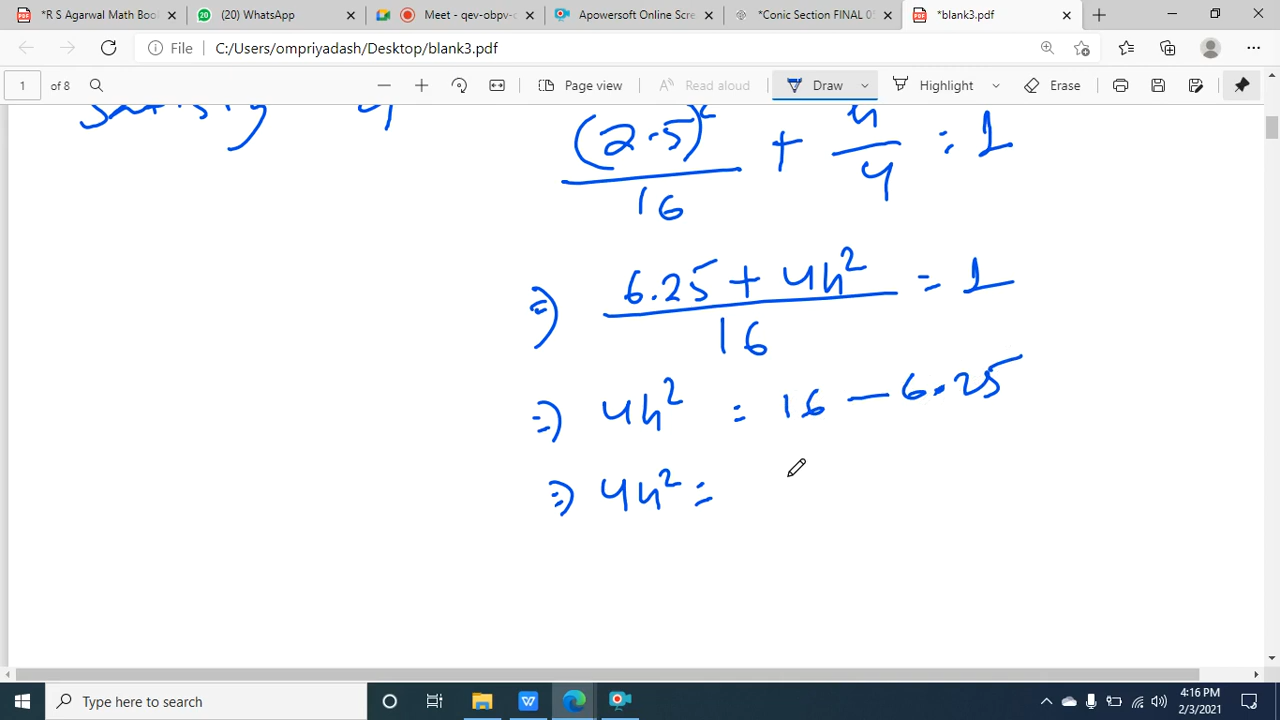 *R S Agarwal Math Boo
(20) WhatsApp
Meet - qev-obpv-c
Apowersoft Online Scre
*Conic Section FINAL 05
*blank3.pdf
File C:/Users/ompriyadash/Desktop/blank3.pdf
1 of 8 Page view Read aloud Draw Highlight Erase
satisfy
(2.5)² / 16 + h / 4 = 1
⇒ 6.25 + 4h² / 16 = 1
⇒ 4h² = 16 — 6.25
⇒ 4h² =
Type here to search
4:16 PM
2/3/2021